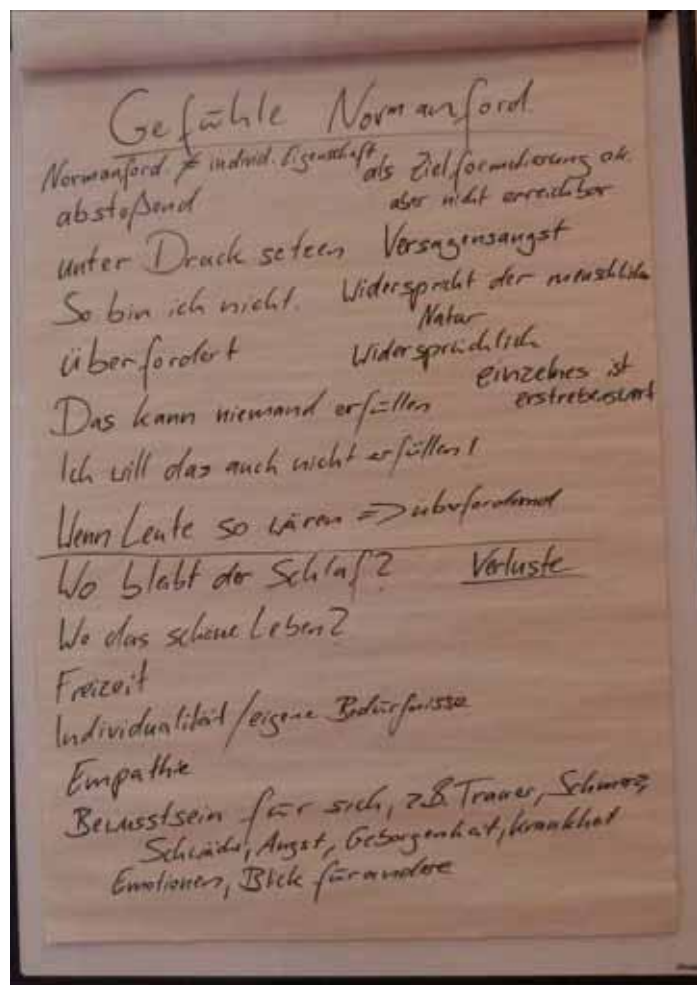 Gefühle Normanford.
Normanford. ≠ individ. Eigenschaft
als Zielformulierung ok.
aber nicht erreichbar
abstoßend
unter Druck setzen Versagensangst
So bin ich nicht. Widerspricht der menschlichen
Natur
überfordert Widersprüchlich
einzelnes ist
erstrebenswert
Das kann niemand erfüllen
Ich will das auch nicht erfüllen!
Wenn Leute so wären => überfordernd
Wo bleibt der Schlaf? Verluste
Wo das schöne Leben?
Freizeit
Individualität/eigene Bedürfnisse
Empathie
Bewusstsein für sich, z.B. Trauer, Schmerz,
Schwäche, Angst, Geborgenheit, Krankheit
Emotionen, Blick für andere